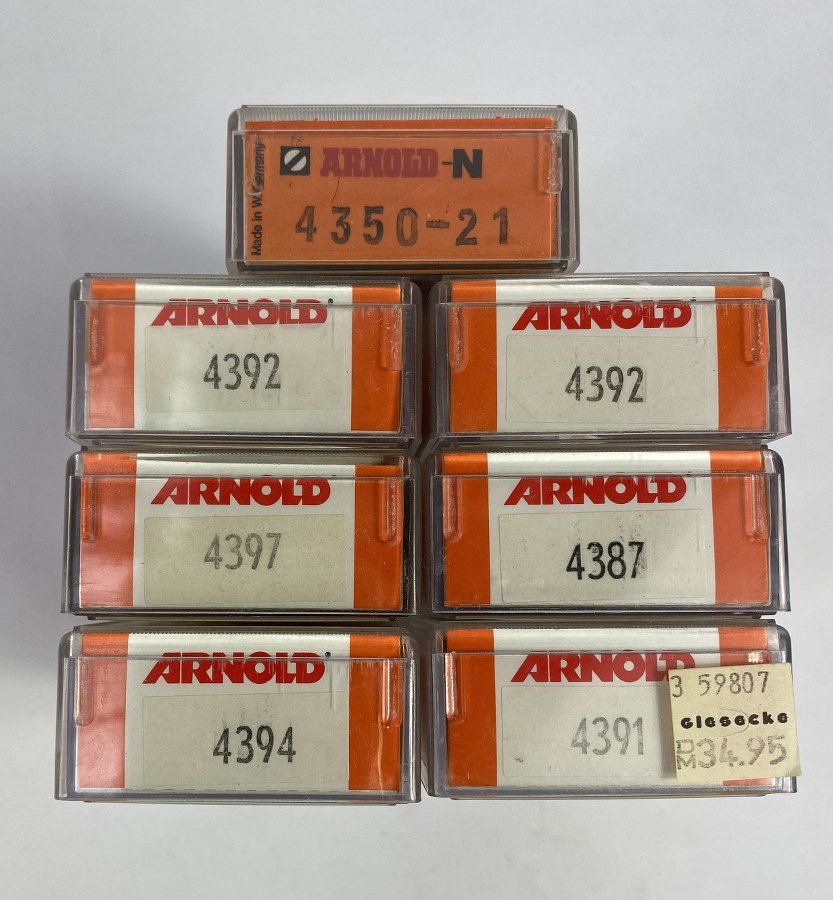 Made in W. Germany
ARNOLD-N
4350-21
ARNOLD
4392
ARNOLD
4392
ARNOLD
4397
ARNOLD
4387
ARNOLD
4394
ARNOLD
4391
3 59807
Giesecke
DM34.95